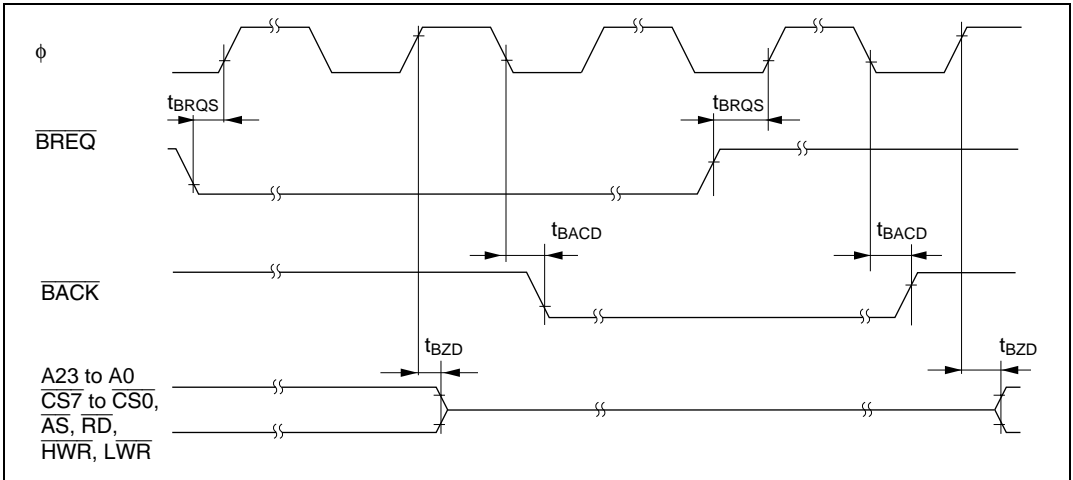 ϕ
tBRQS tBRQS
BREQ
tBACD tBACD
BACK
tBZD tBZD
A23 to A0
CS7 to CS0,
AS, RD,
HWR, LWR